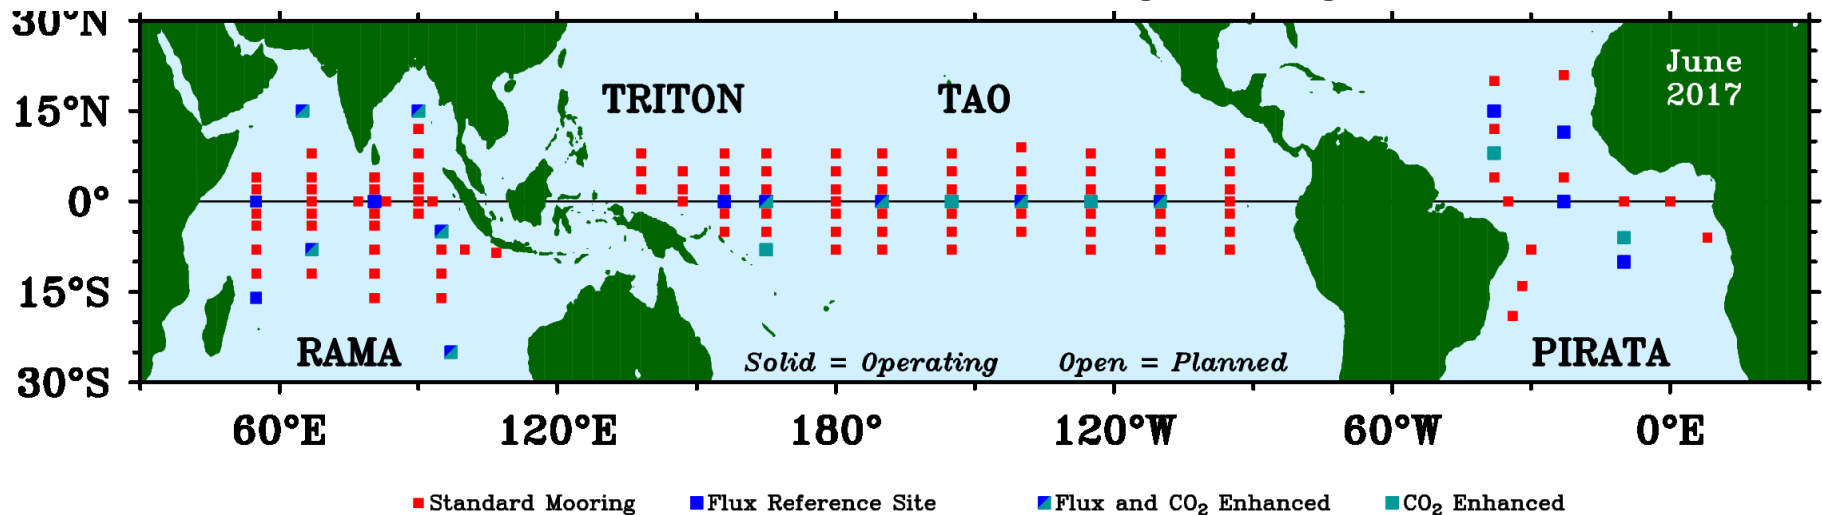 30°N
June
2017
TRITON
TAO
15°N
0°
15°S
RAMA
Solid = Operating
Open = Planned
PIRATA
30°S
60°E
120°E
180°
120°W
60°W
0°E
Standard Mooring
Flux Reference Site
Flux and CO₂ Enhanced
CO₂ Enhanced